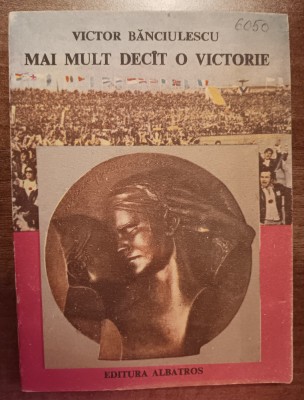 6050
VICTOR BĂNCIULESCU
MAI MULT DECÎT O VICTORIE
EDITURA ALBATROS